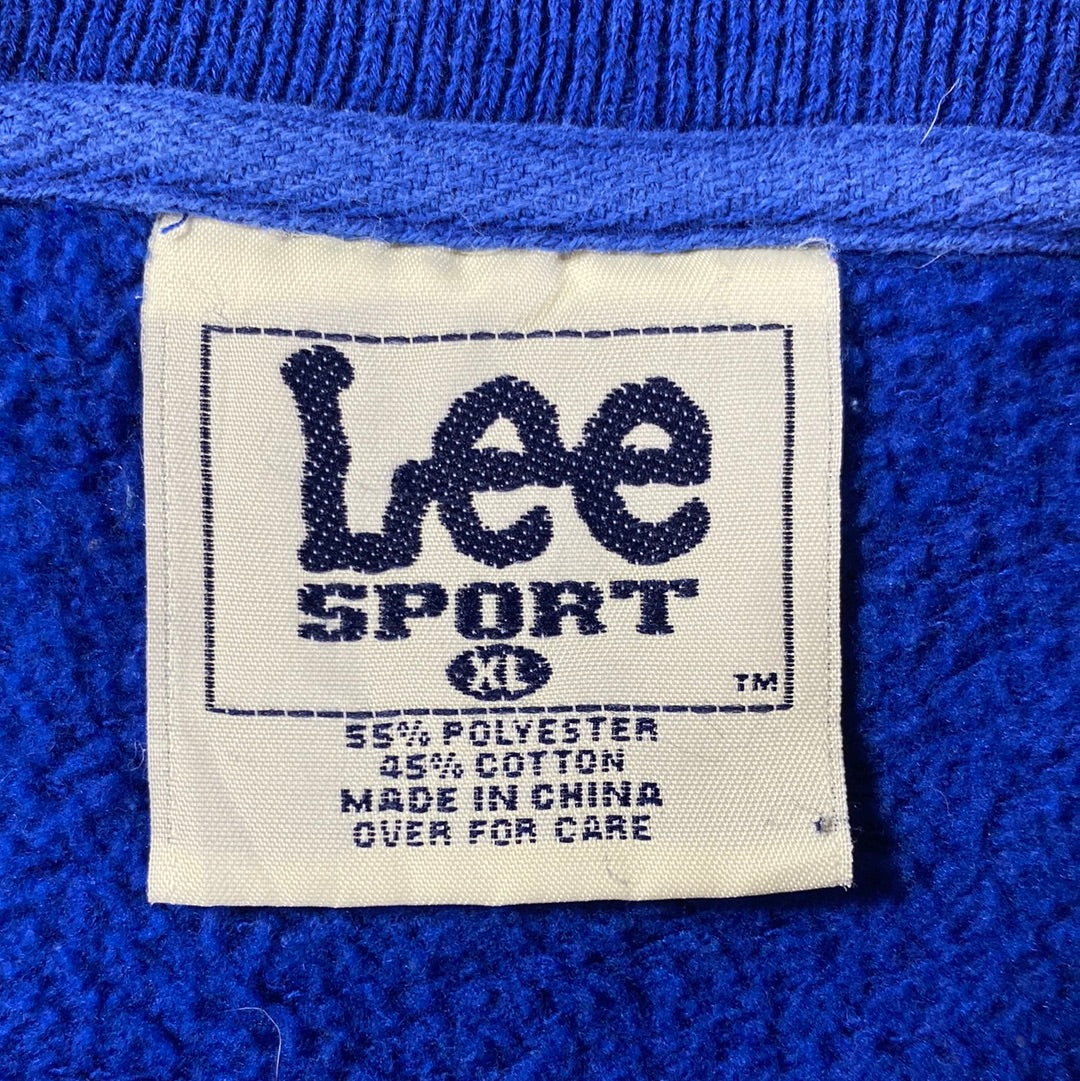 Lee
SPORT
XL
TM
55% POLYESTER
45% COTTON
MADE IN CHINA
OVER FOR CARE